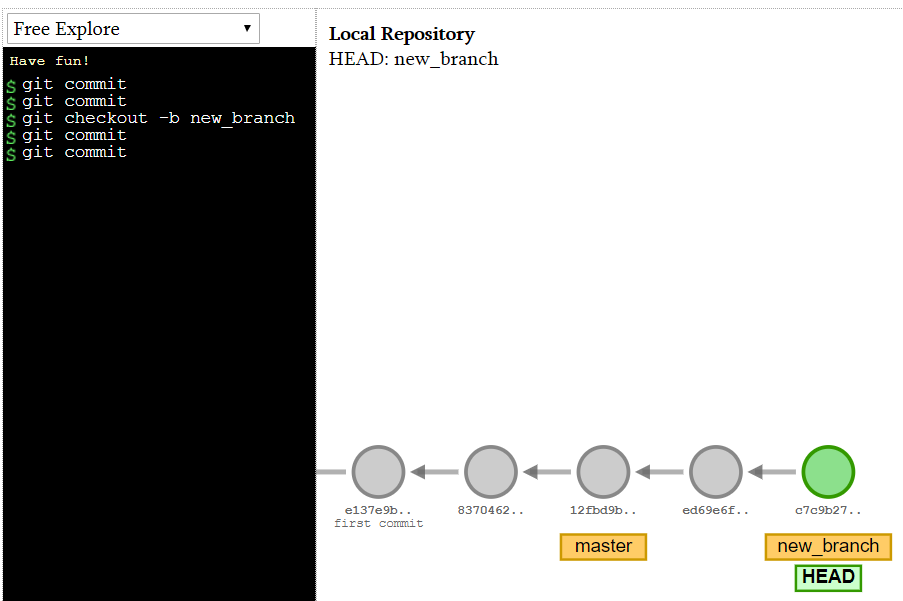 Free Explore
Have fun!
$ git commit
$ git commit
$ git checkout -b new_branch
$ git commit
$ git commit
Local Repository
HEAD: new_branch
e137e9b..
first commit
8370462..
12fbd9b..
ed69e6f..
c7c9b27..
master
new_branch
HEAD